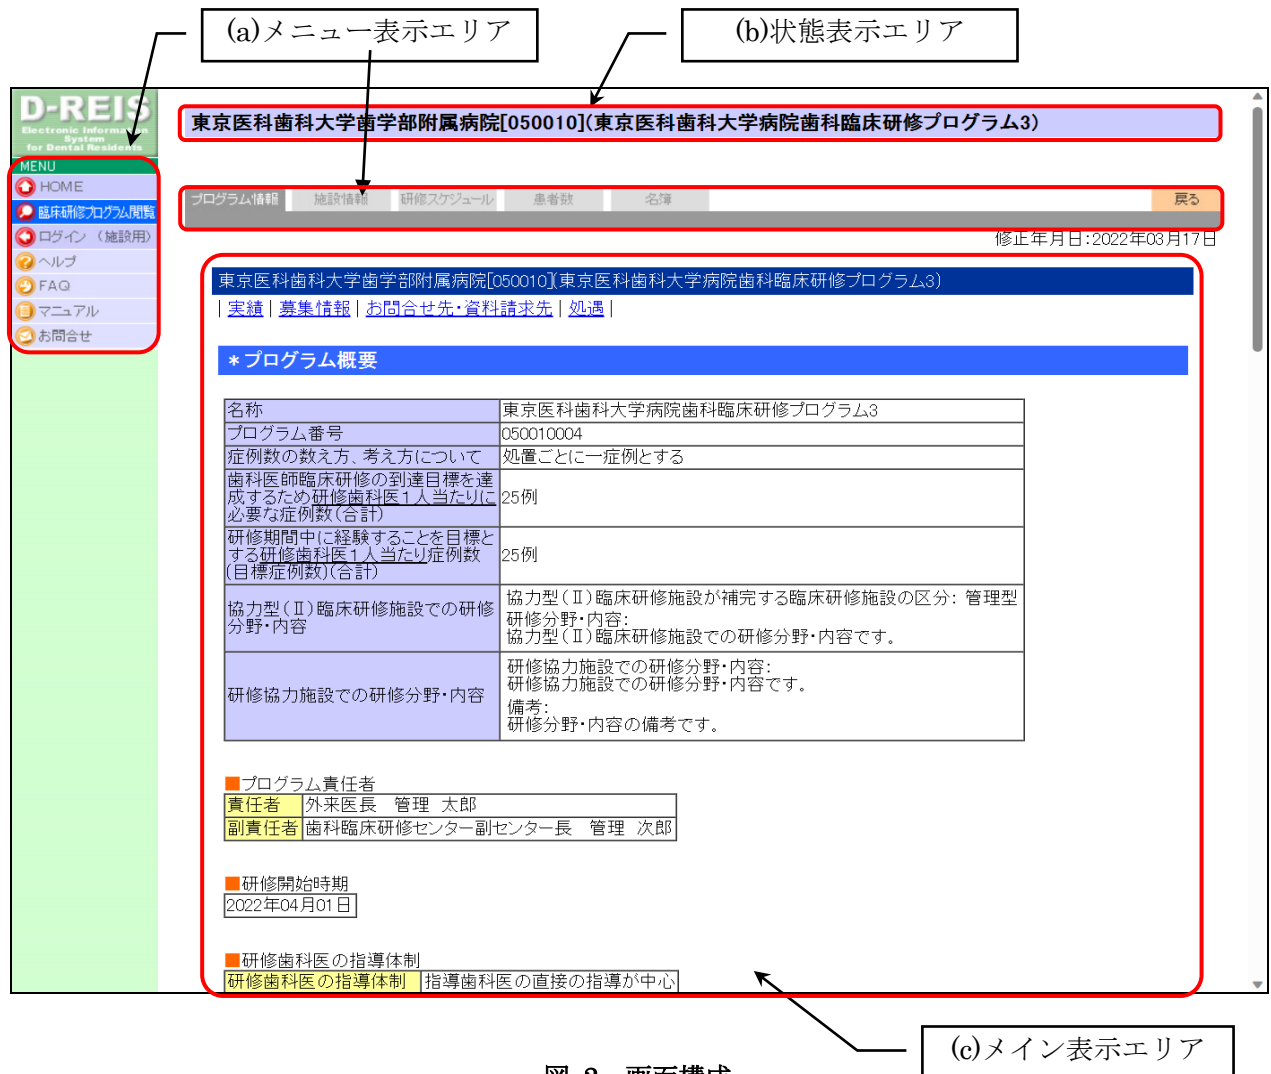 (a)メニュー表示エリア
(b)状態表示エリア
D-REIS
Electronic Information
System
for Dental Residents
MENU
HOME
臨床研修プログラム閲覧
ログイン (施設用)
ヘルプ
FAQ
マニュアル
お問合せ
東京医科歯科大学歯学部附属病院[050010](東京医科歯科大学病院歯科臨床研修プログラム3)
プログラム情報 施設情報 研修スケジュール 患者数 名簿 戻る
修正年月日:2022年03月17日
東京医科歯科大学歯学部附属病院[050010](東京医科歯科大学病院歯科臨床研修プログラム3)
| 実績 | 募集情報 | お問合せ先・資料請求先 | 処遇 |
*プログラム概要
名称 東京医科歯科大学病院歯科臨床研修プログラム3
プログラム番号 050010004
症例数の数え方、考え方について 処置ごとに一症例とする
歯科医師臨床研修の到達目標を達
成するため研修歯科医1人当たりに
必要な症例数(合計)
25例
研修期間中に経験することを目標と
する研修歯科医1人当たり症例数
(目標症例数)(合計)
25例
協力型(Ⅱ)臨床研修施設での研修
分野・内容
協力型(Ⅱ)臨床研修施設が補完する臨床研修施設の区分: 管理型
研修分野・内容:
協力型(Ⅱ)臨床研修施設での研修分野・内容です。
研修協力施設での研修分野・内容
研修協力施設での研修分野・内容:
研修協力施設での研修分野・内容です。
備考:
研修分野・内容の備考です。
■プログラム責任者
責任者 外来医長 管理 太郎
副責任者 歯科臨床研修センター副センター長 管理 次郎
■研修開始時期
2022年04月01日
■研修歯科医の指導体制
研修歯科医の指導体制 指導歯科医の直接の指導が中心
(c)メイン表示エリア